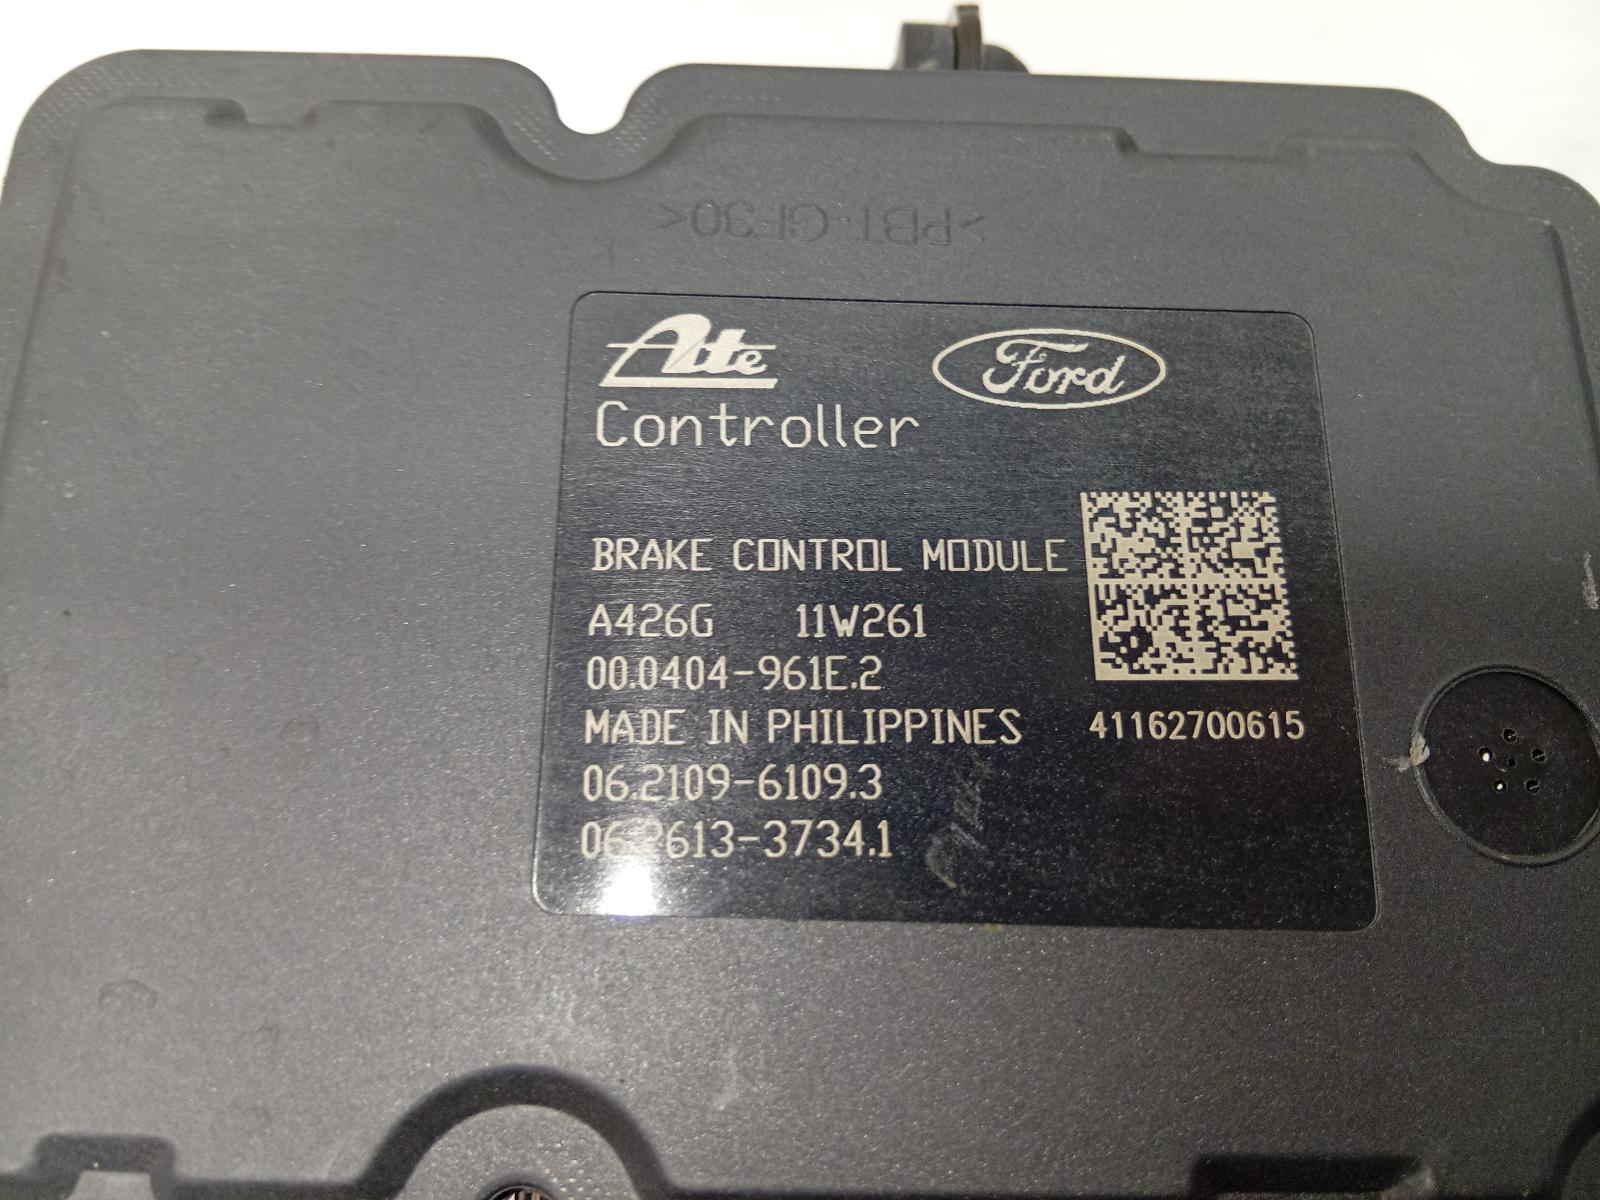 >PBT-GF30<
Ate
Ford
Controller
BRAKE CONTROL MODULE
A426G 11W261
00.0404-961E.2
MADE IN PHILIPPINES 41162700615
06.2109-6109.3
06.2613-3734.1